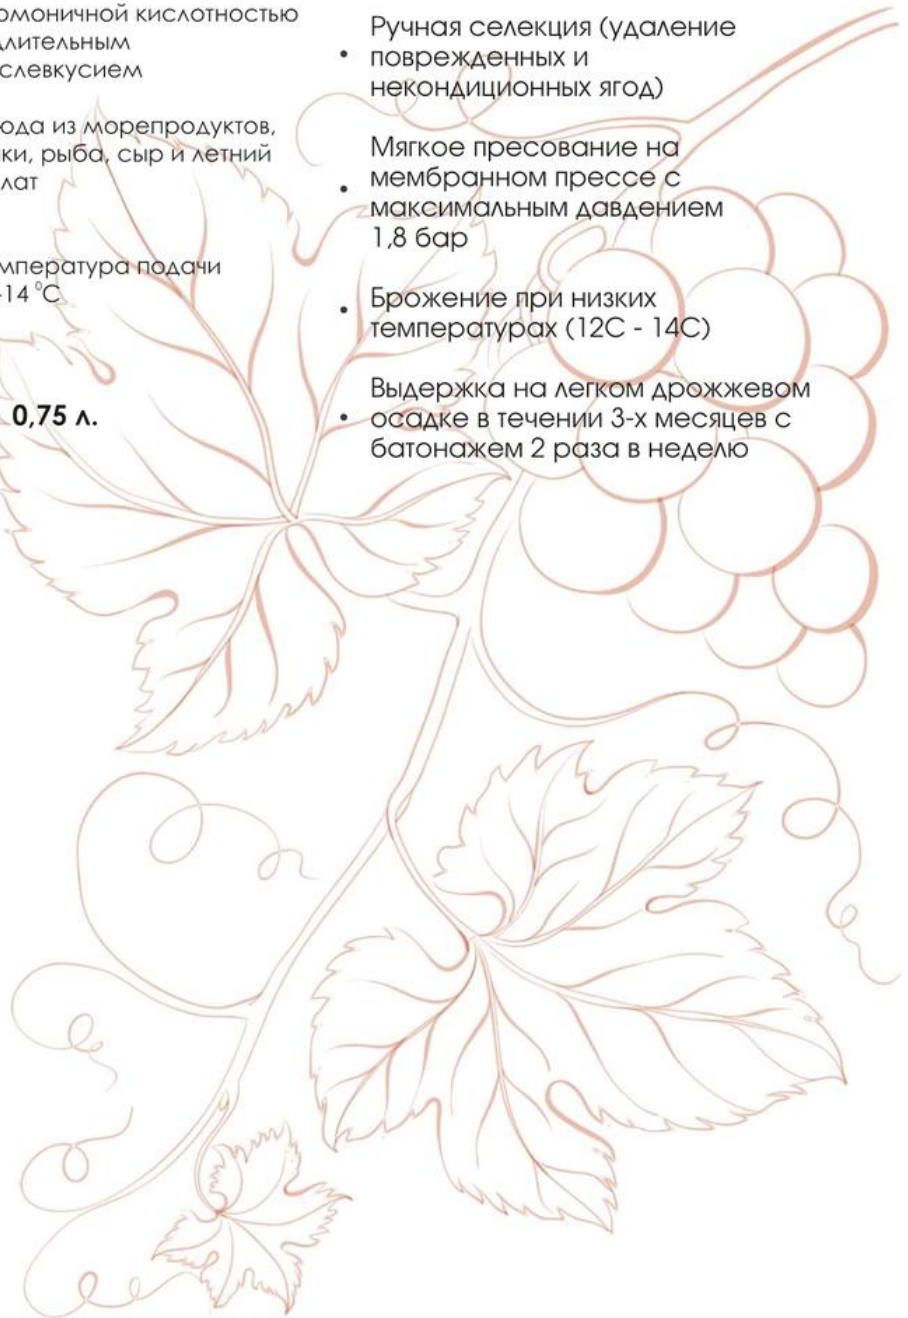 омоничной кислотностью
длительным
слевкусием
ода из морепродуктов,
ки, рыба, сыр и летний
лат
мпература подачи
-14 ⁰С
0,75 л.
Ручная селекция (удаление
• поврежденных и
некондиционных ягод)
Мягкое пресование на
• мембранном прессе с
максимальным давдением
1,8 бар
• Брожение при низких
температурах (12С - 14С)
Выдержка на легком дрожжевом
• осадке в течении 3-х месяцев с
батонажем 2 раза в неделю